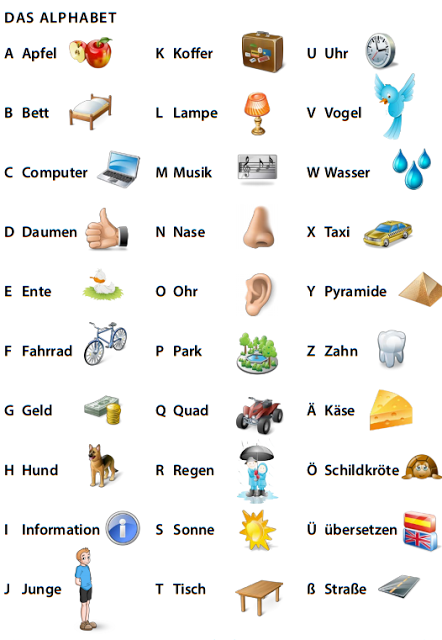 DAS ALPHABET
A Apfel
B Bett
C Computer
D Daumen
E Ente
F Fahrrad
G Geld
H Hund
I Information
J Junge
K Koffer
L Lampe
M Musik
N Nase
O Ohr
P Park
Q Quad
R Regen
S Sonne
T Tisch
U Uhr
V Vogel
W Wasser
X Taxi
Y Pyramide
Z Zahn
Ä Käse
Ö Schildkröte
Ü übersetzen
ß Straße